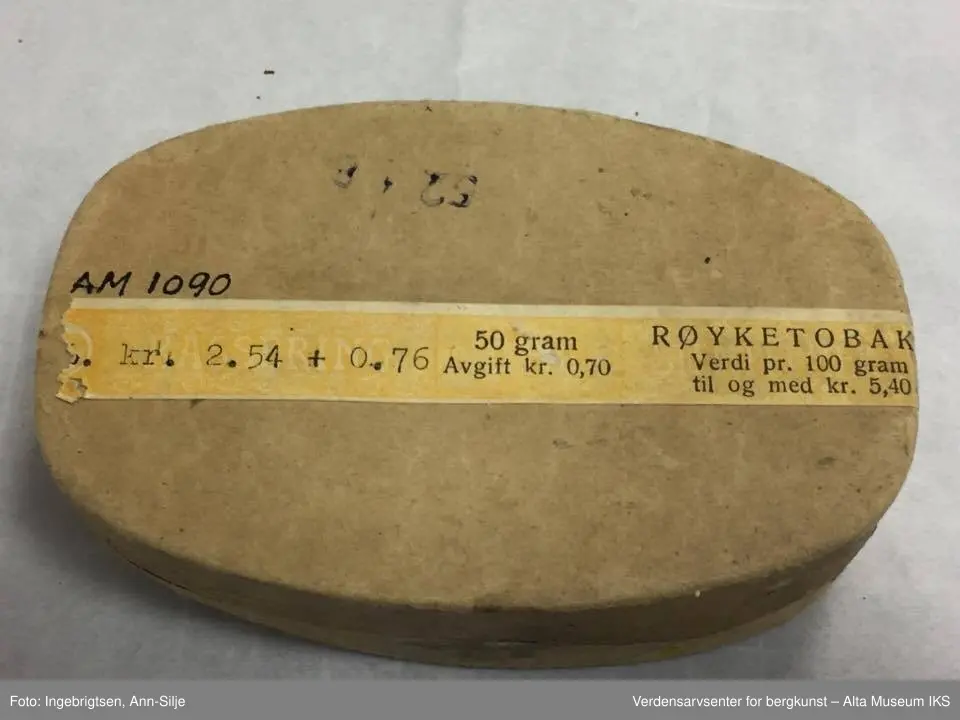 AM 1090
kr. 2.54 + 0.76
50 gram
Avgift kr. 0,70
RØYKETOBAK
Verdi pr. 100 gram
til og med kr. 5,40
Foto: Ingebrigtsen, Ann-Silje
Verdensarvsenter for bergkunst – Alta Museum IKS